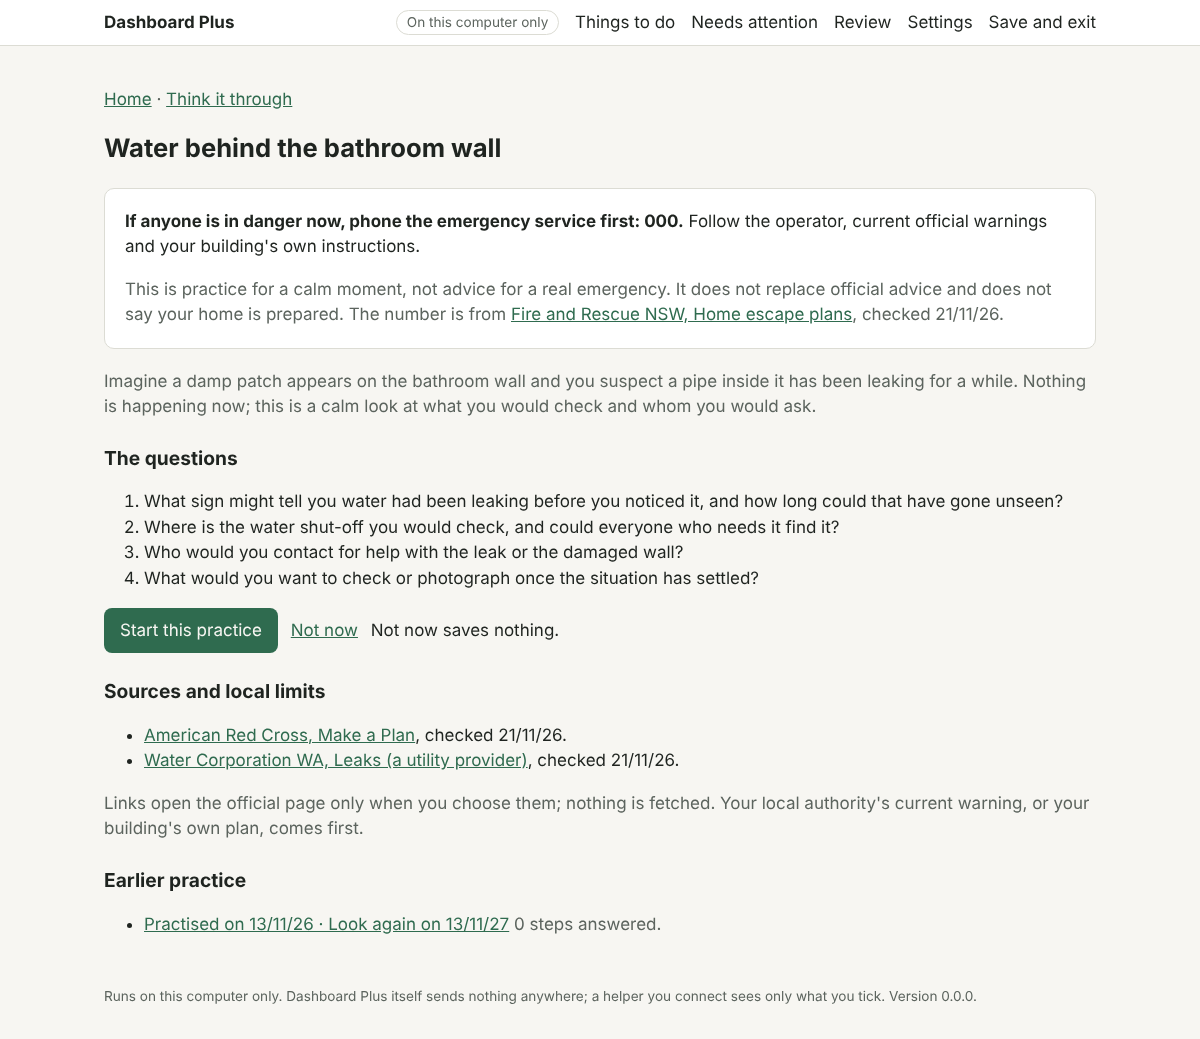 Dashboard Plus
On this computer only
Things to do
Needs attention
Review
Settings
Save and exit
Home · Think it through
Water behind the bathroom wall
If anyone is in danger now, phone the emergency service first: 000. Follow the operator, current official warnings
and your building's own instructions.
This is practice for a calm moment, not advice for a real emergency. It does not replace official advice and does not
say your home is prepared. The number is from Fire and Rescue NSW, Home escape plans, checked 21/11/26.
Imagine a damp patch appears on the bathroom wall and you suspect a pipe inside it has been leaking for a while. Nothing
is happening now; this is a calm look at what you would check and whom you would ask.
The questions
1. What sign might tell you water had been leaking before you noticed it, and how long could that have gone unseen?
2. Where is the water shut-off you would check, and could everyone who needs it find it?
3. Who would you contact for help with the leak or the damaged wall?
4. What would you want to check or photograph once the situation has settled?
Start this practice
Not now
Not now saves nothing.
Sources and local limits
• American Red Cross, Make a Plan, checked 21/11/26.
• Water Corporation WA, Leaks (a utility provider), checked 21/11/26.
Links open the official page only when you choose them; nothing is fetched. Your local authority's current warning, or your
building's own plan, comes first.
Earlier practice
• Practised on 13/11/26 · Look again on 13/11/27 0 steps answered.
Runs on this computer only. Dashboard Plus itself sends nothing anywhere; a helper you connect sees only what you tick. Version 0.0.0.